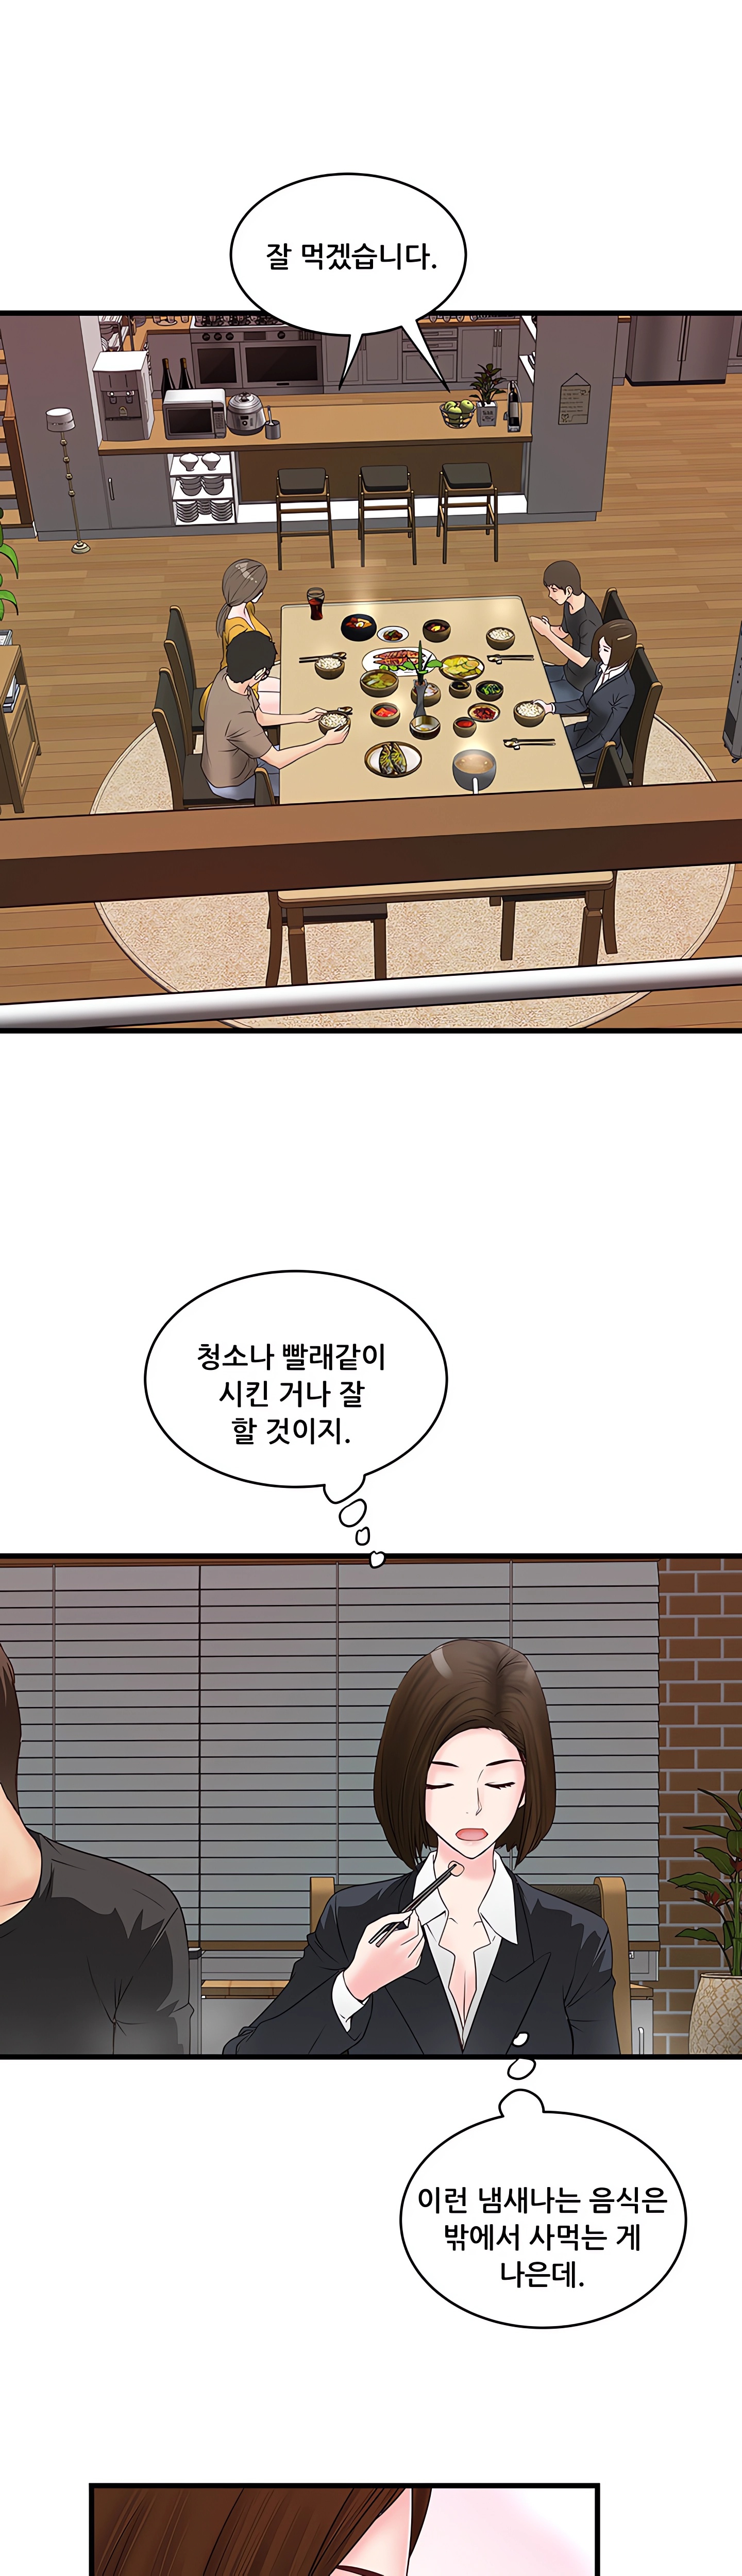 잘 먹겠습니다.
청소나 빨래같이
시킨 거나 잘
할 것이지.
이런 냄새나는 음식은
밖에서 사먹는 게
나은데.